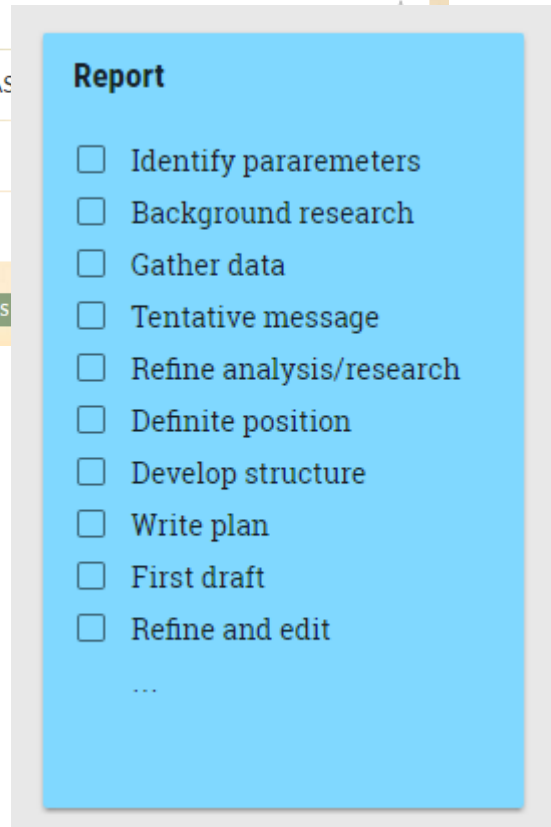 Report
Identify pararemeters
Background research
Gather data
Tentative message
Refine analysis/research
Definite position
Develop structure
Write plan
First draft
Refine and edit
...